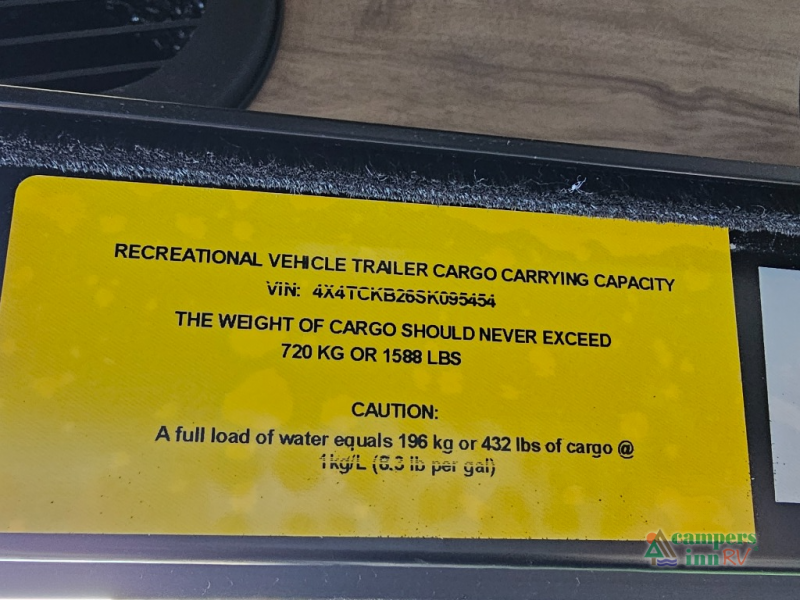 RECREATIONAL VEHICLE TRAILER CARGO CARRYING CAPACITY
VIN: 4X4TCKB26SK095454
THE WEIGHT OF CARGO SHOULD NEVER EXCEED
720 KG OR 1588 LBS
CAUTION:
A full load of water equals 196 kg or 432 lbs of cargo @
1kg/L (8.3 lb per gal)
campers
inn RV